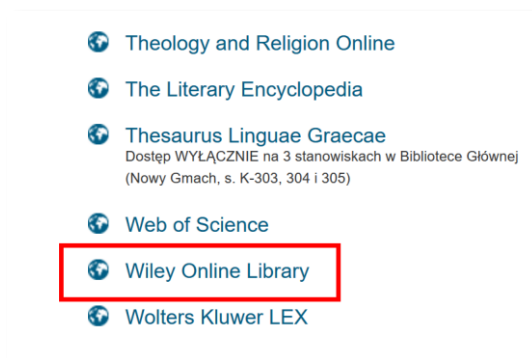 Theology and Religion Online
The Literary Encyclopedia
Thesaurus Linguae Graecae
Dostęp WYŁĄCZNIE na 3 stanowiskach w Bibliotece Głównej
(Nowy Gmach, s. K-303, 304 i 305)
Web of Science
Wiley Online Library
Wolters Kluwer LEX